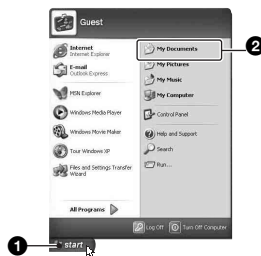 Guest
Internet
Internet Explorer
E-mail
Outlook Express
MSN Explorer
Windows Media Player
Windows Movie Maker
Tour Windows XP
Files and Settings Transfer
Wizard
All Programs
My Documents
My Pictures
My Music
My Computer
Control Panel
Help and Support
Search
Run...
Log Off
Turn Off Computer
start
1
2